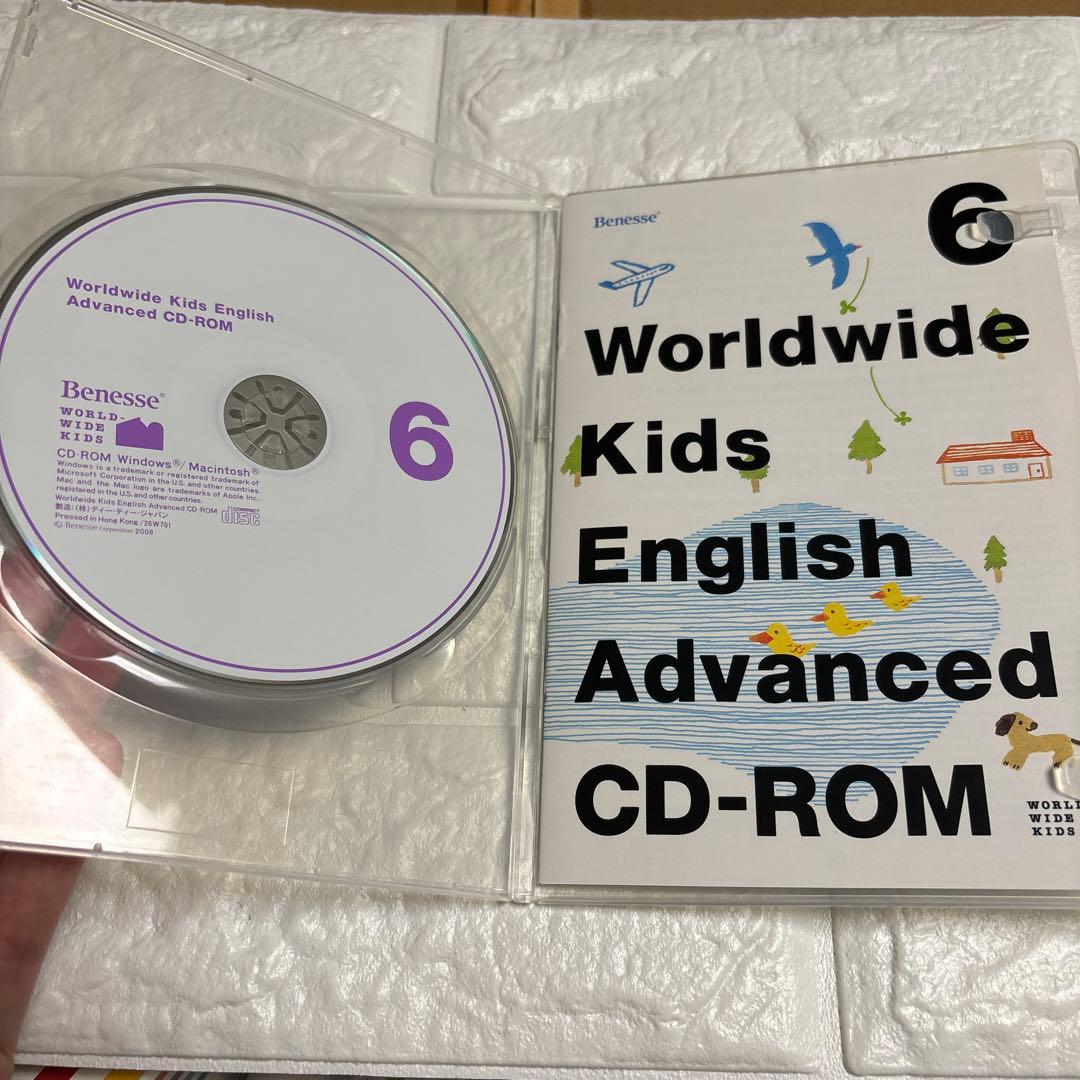 Worldwide Kids English
Advanced CD-ROM
Benesse®
WORLD-
WIDE
KIDS
6
CD-ROM Windows®/Macintosh®
Windows is a trademark or registered trademark of
Microsoft Corporation in the U.S. and other countries.
Mac and the Mac logo are trademarks of Apple Inc.,
registered in the U.S. and other countries.
Worldwide Kids English Advanced CD-ROM
製造:(株)ディー・ティー・ジャパン
Pressed in Hong Kong /26W701
© Benesse Corporation 2008
COMPACT
disc
Benesse®
6
Worldwide
Kids
English
Advanced
CD-ROM
WORL
WIDE
KIDS